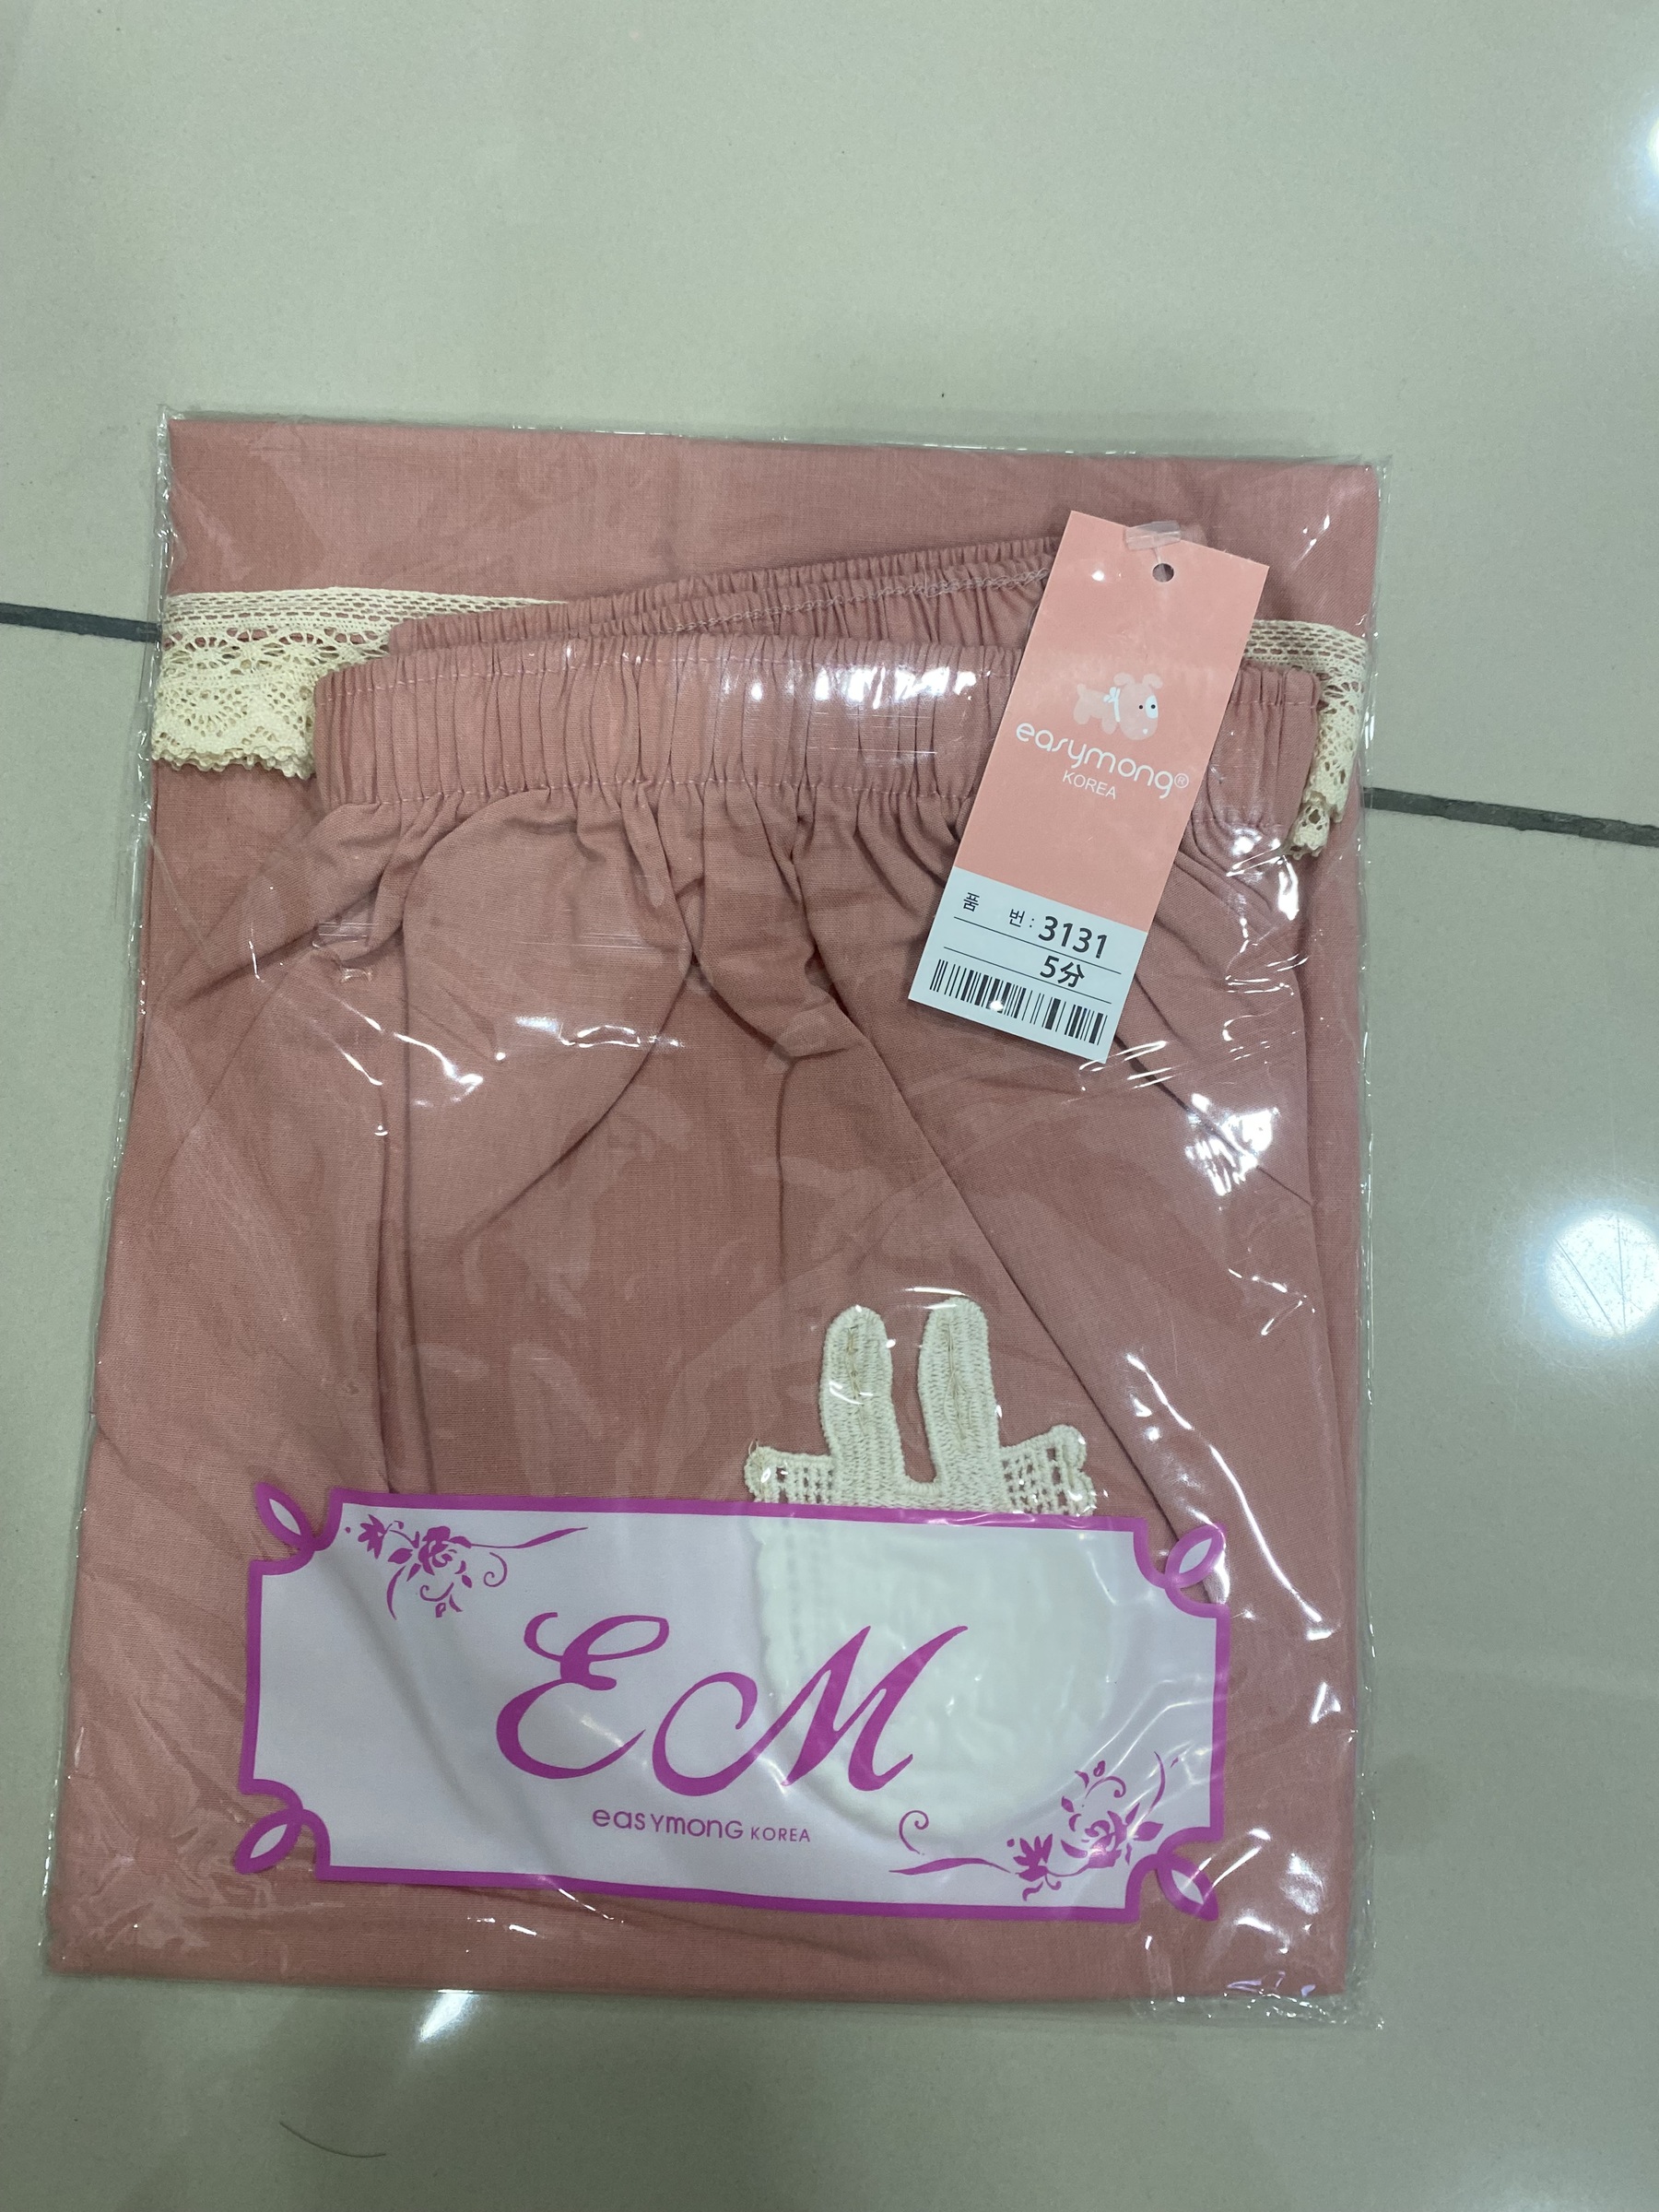 easymong®
KOREA
품 번 : 3131
5分
EM
easymong KOREA